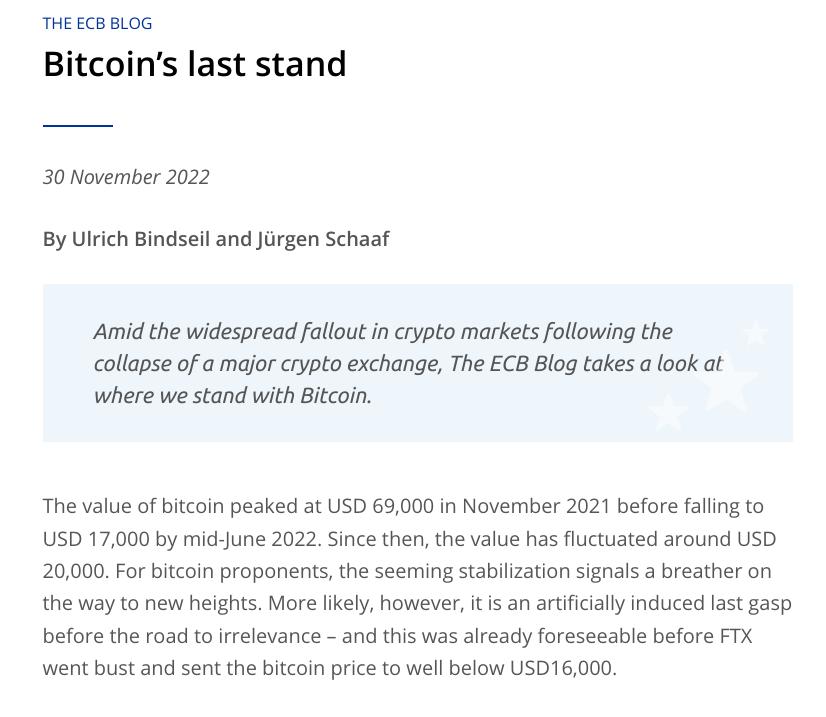 THE ECB BLOG
Bitcoin’s last stand
30 November 2022
By Ulrich Bindseil and Jürgen Schaaf
Amid the widespread fallout in crypto markets following the
collapse of a major crypto exchange, The ECB Blog takes a look at
where we stand with Bitcoin.
The value of bitcoin peaked at USD 69,000 in November 2021 before falling to
USD 17,000 by mid-June 2022. Since then, the value has fluctuated around USD
20,000. For bitcoin proponents, the seeming stabilization signals a breather on
the way to new heights. More likely, however, it is an artificially induced last gasp
before the road to irrelevance – and this was already foreseeable before FTX
went bust and sent the bitcoin price to well below USD16,000.